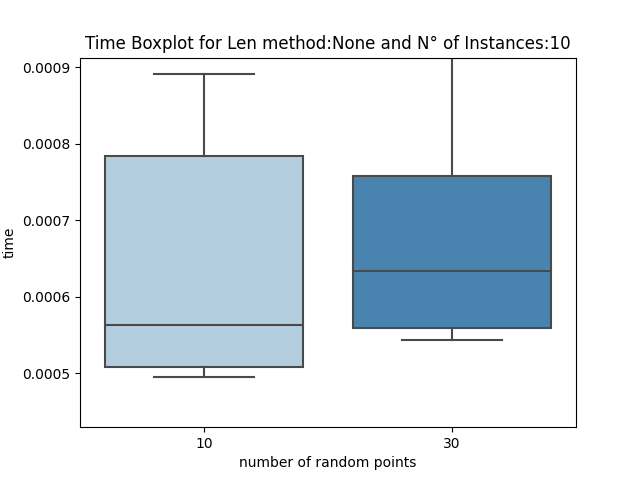 Time Boxplot for Len method:None and N° of Instances:10
time
0.0009
0.0008
0.0007
0.0006
0.0005
10 30
number of random points